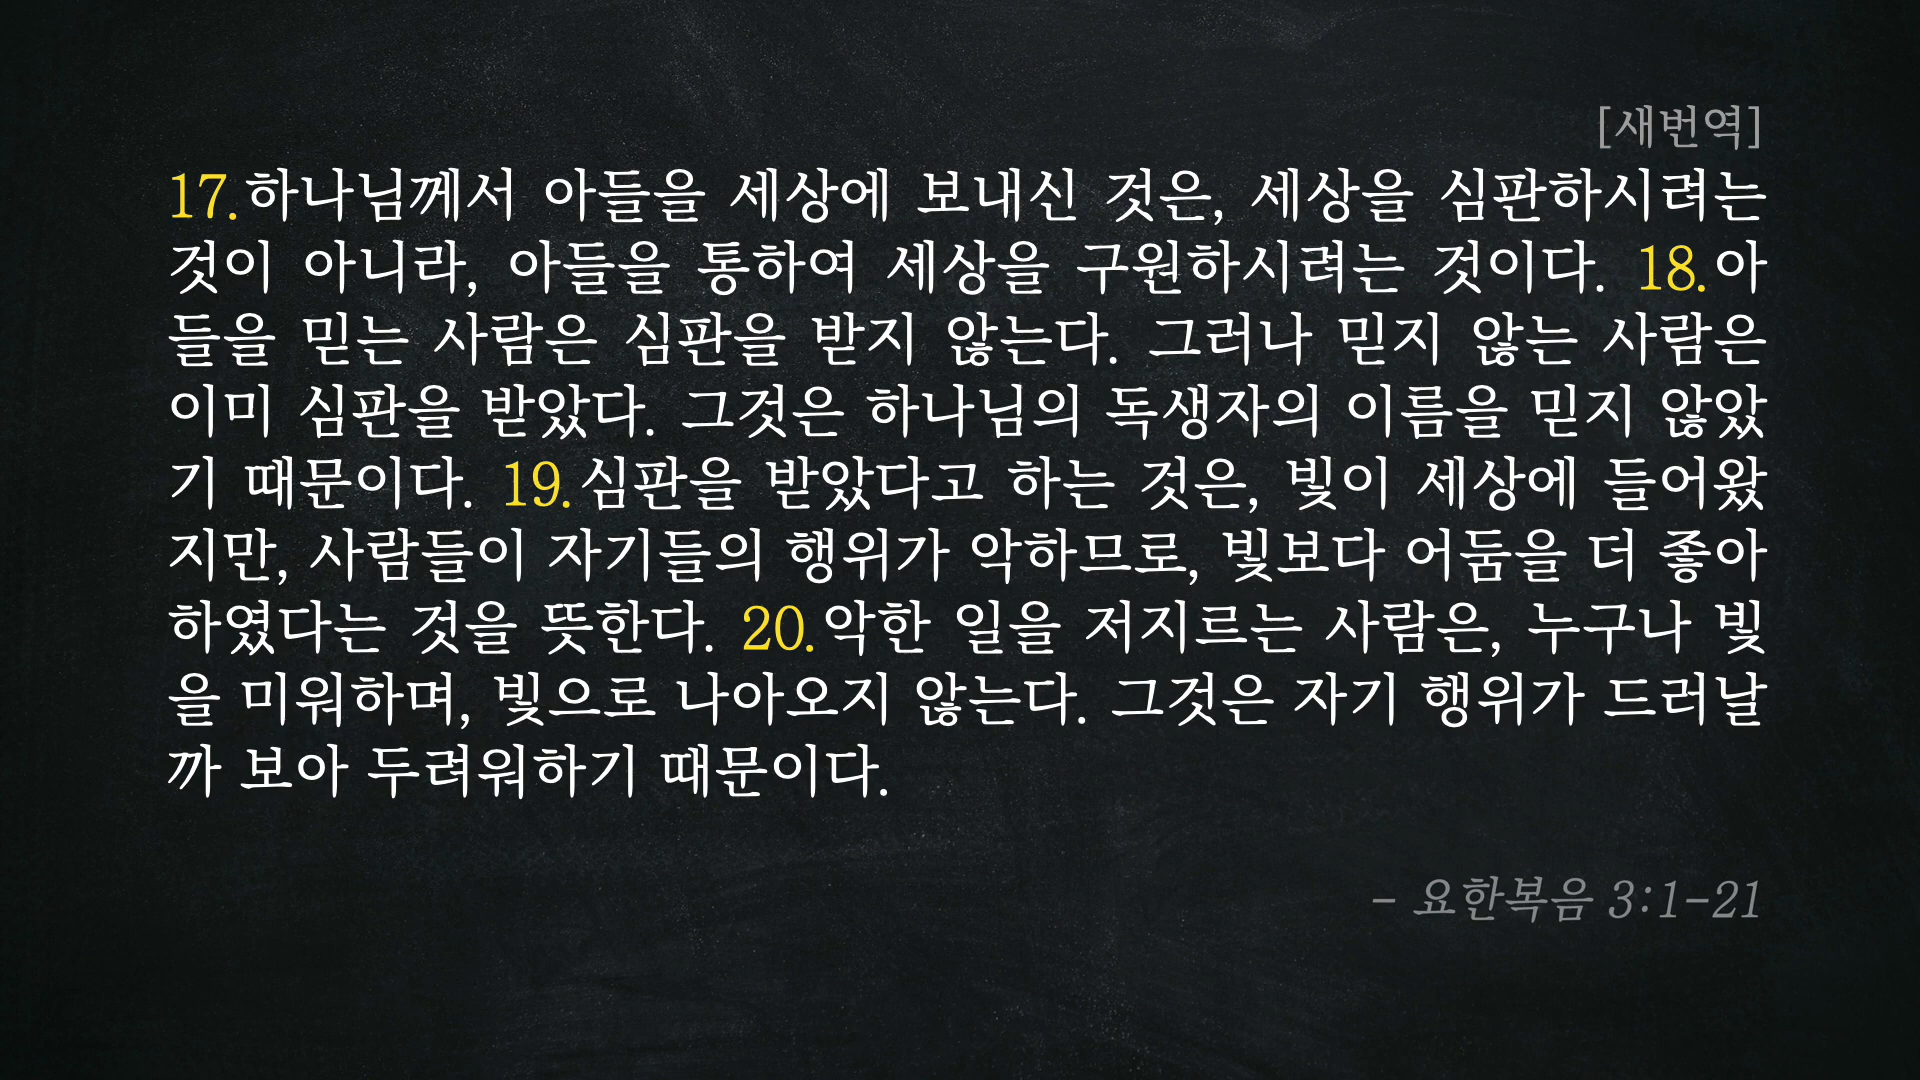 [새번역]
17.하나님께서 아들을 세상에 보내신 것은, 세상을 심판하시려는
것이 아니라, 아들을 통하여 세상을 구원하시려는 것이다. 18.아
들을 믿는 사람은 심판을 받지 않는다. 그러나 믿지 않는 사람은
이미 심판을 받았다. 그것은 하나님의 독생자의 이름을 믿지 않았
기 때문이다. 19.심판을 받았다고 하는 것은, 빛이 세상에 들어왔
지만, 사람들이 자기들의 행위가 악하므로, 빛보다 어둠을 더 좋아
하였다는 것을 뜻한다. 20.악한 일을 저지르는 사람은, 누구나 빛
을 미워하며, 빛으로 나아오지 않는다. 그것은 자기 행위가 드러날
까 보아 두려워하기 때문이다.
- 요한복음 3:1-21